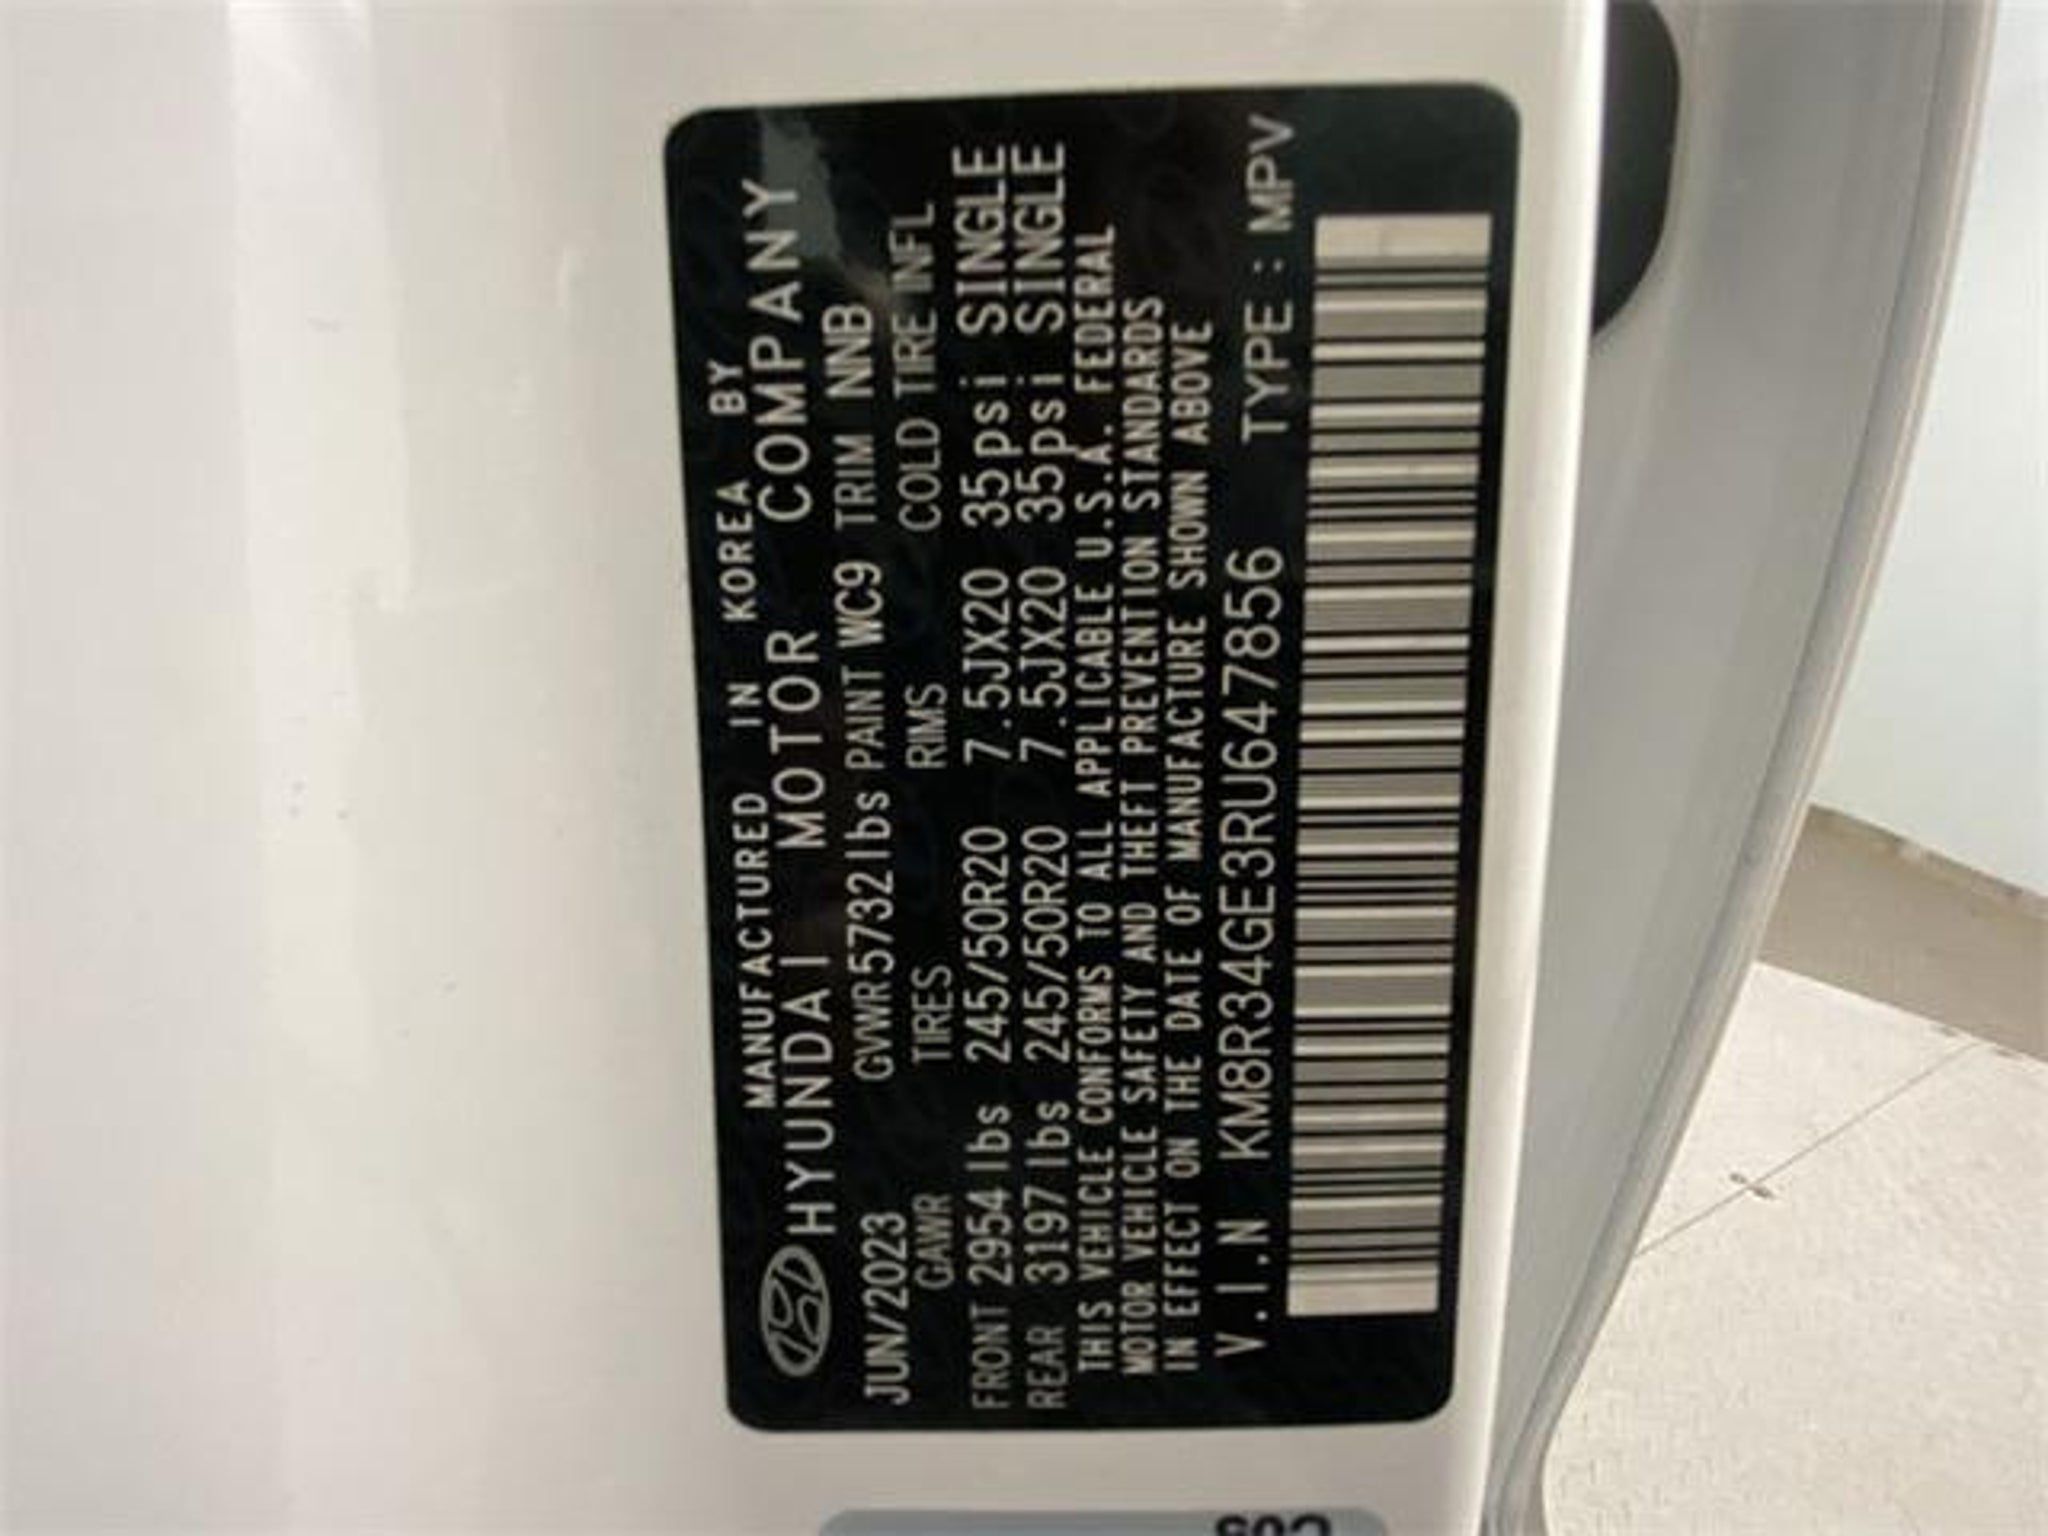 MANUFACTURED IN KOREA BY
HYUNDAI MOTOR COMPANY
JUN/2023 GVWR5732lbs PAINT WC9 TRIM NNB
GAWR TIRES RIMS COLD TIRE INFL
FRONT 2954 lbs 245/50R20 7.5JX20 35psi SINGLE
REAR 3197 lbs 245/50R20 7.5JX20 35psi SINGLE
THIS VEHICLE CONFORMS TO ALL APPLICABLE U.S.A. FEDERAL
MOTOR VEHICLE SAFETY AND THEFT PREVENTION STANDARDS
IN EFFECT ON THE DATE OF MANUFACTURE SHOWN ABOVE
V.I.N KM8R34GE3RU647856 TYPE : MPV